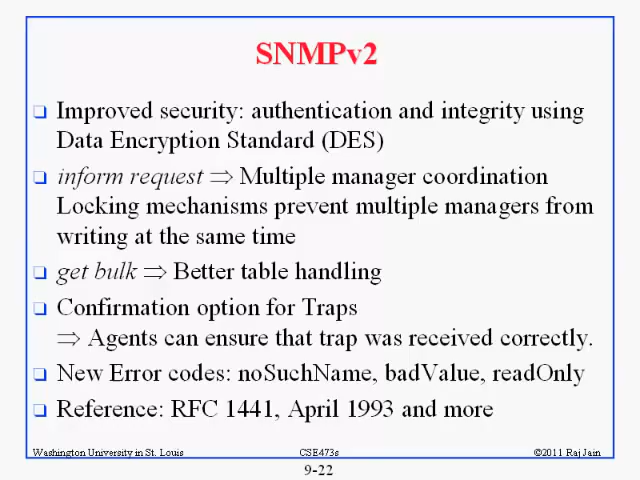 SNMPv2
❑ Improved security: authentication and integrity using
Data Encryption Standard (DES)
❑ inform request ⇒ Multiple manager coordination
Locking mechanisms prevent multiple managers from
writing at the same time
❑ get bulk ⇒ Better table handling
❑ Confirmation option for Traps
⇒ Agents can ensure that trap was received correctly.
❑ New Error codes: noSuchName, badValue, readOnly
❑ Reference: RFC 1441, April 1993 and more
Washington University in St. Louis CSE473s ©2011 Raj Jain
9-22